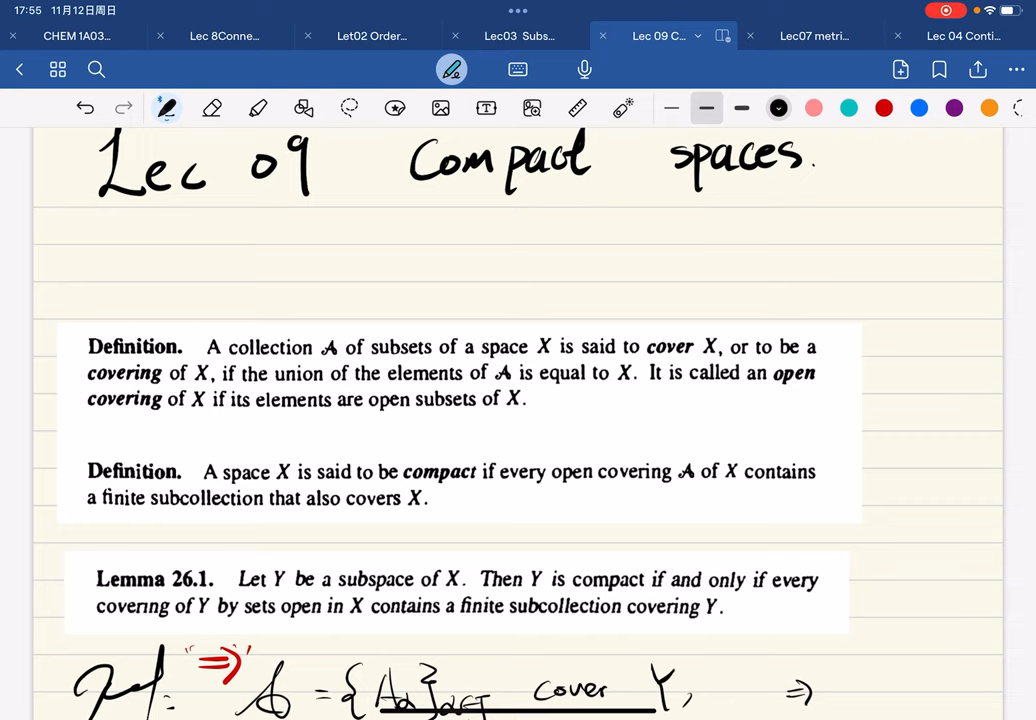 17:55 11月12日周日
CHEM 1A03... Lec 8Conne... Let02 Order... Lec03 Subs... Lec 09 C... Lec07 metri... Lec 04 Conti...
Lec 09 Compact spaces.
Definition. A collection 𝒜 of subsets of a space X is said to cover X, or to be a
covering of X, if the union of the elements of 𝒜 is equal to X. It is called an open
covering of X if its elements are open subsets of X.
Definition. A space X is said to be compact if every open covering 𝒜 of X contains
a finite subcollection that also covers X.
Lemma 26.1. Let Y be a subspace of X. Then Y is compact if and only if every
covering of Y by sets open in X contains a finite subcollection covering Y.
"⇒" 𝒜 = {Aα}α∈J cover Y, ⇒